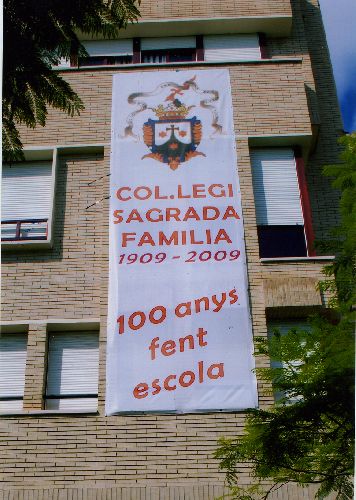 COL.LEGI
SAGRADA
FAMILIA
1909 - 2009
100 anys
fent
escola